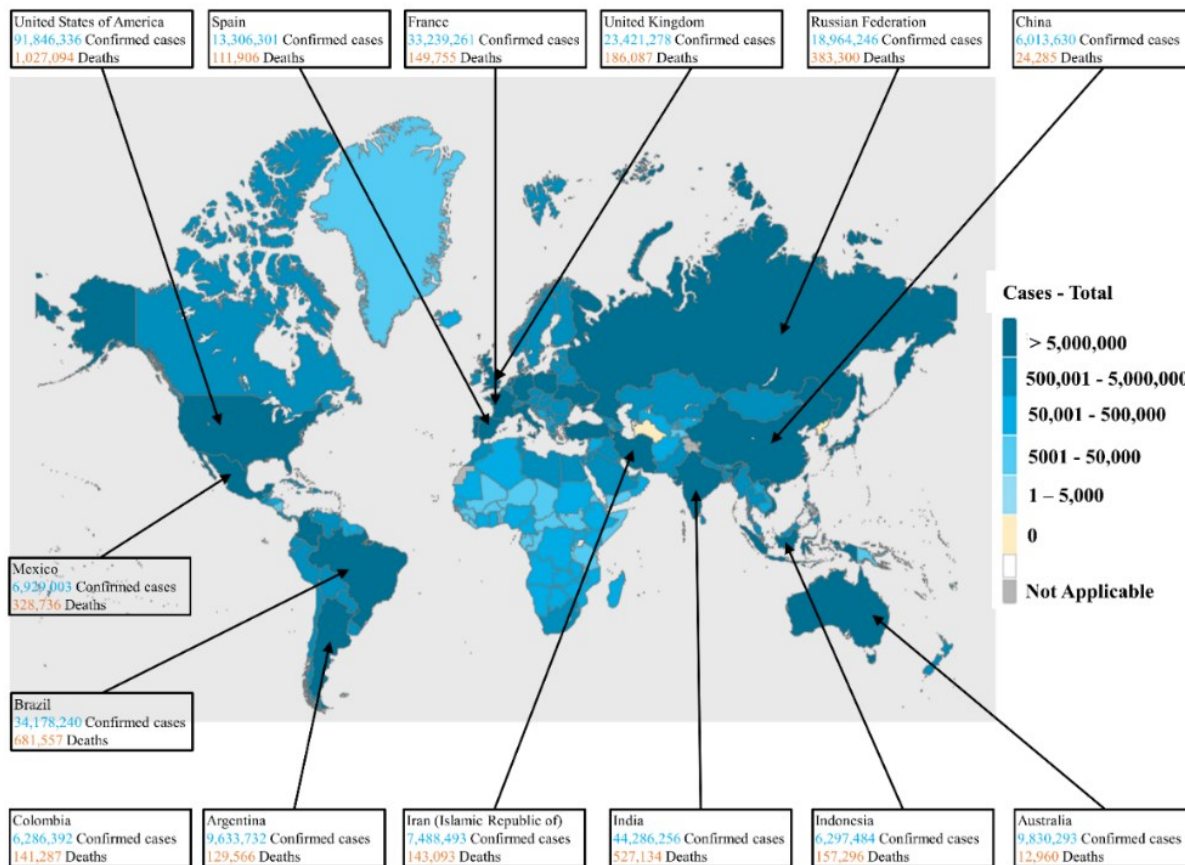 United States of America
91,846,336 Confirmed cases
1,027,094 Deaths
Spain
13,306,301 Confirmed cases
111,906 Deaths
France
33,239,261 Confirmed cases
149,755 Deaths
United Kingdom
23,421,278 Confirmed cases
186,087 Deaths
Russian Federation
18,964,246 Confirmed cases
383,300 Deaths
China
6,013,630 Confirmed cases
24,285 Deaths
Cases - Total
> 5,000,000
500,001 - 5,000,000
50,001 - 500,000
5001 - 50,000
1 – 5,000
0
Not Applicable
Mexico
6,929,003 Confirmed cases
328,736 Deaths
Brazil
34,178,240 Confirmed cases
681,557 Deaths
Colombia
6,286,392 Confirmed cases
141,287 Deaths
Argentina
9,633,732 Confirmed cases
129,566 Deaths
Iran (Islamic Republic of)
7,488,493 Confirmed cases
143,093 Deaths
India
44,286,256 Confirmed cases
527,134 Deaths
Indonesia
6,297,484 Confirmed cases
157,296 Deaths
Australia
9,830,293 Confirmed cases
12,960 Deaths